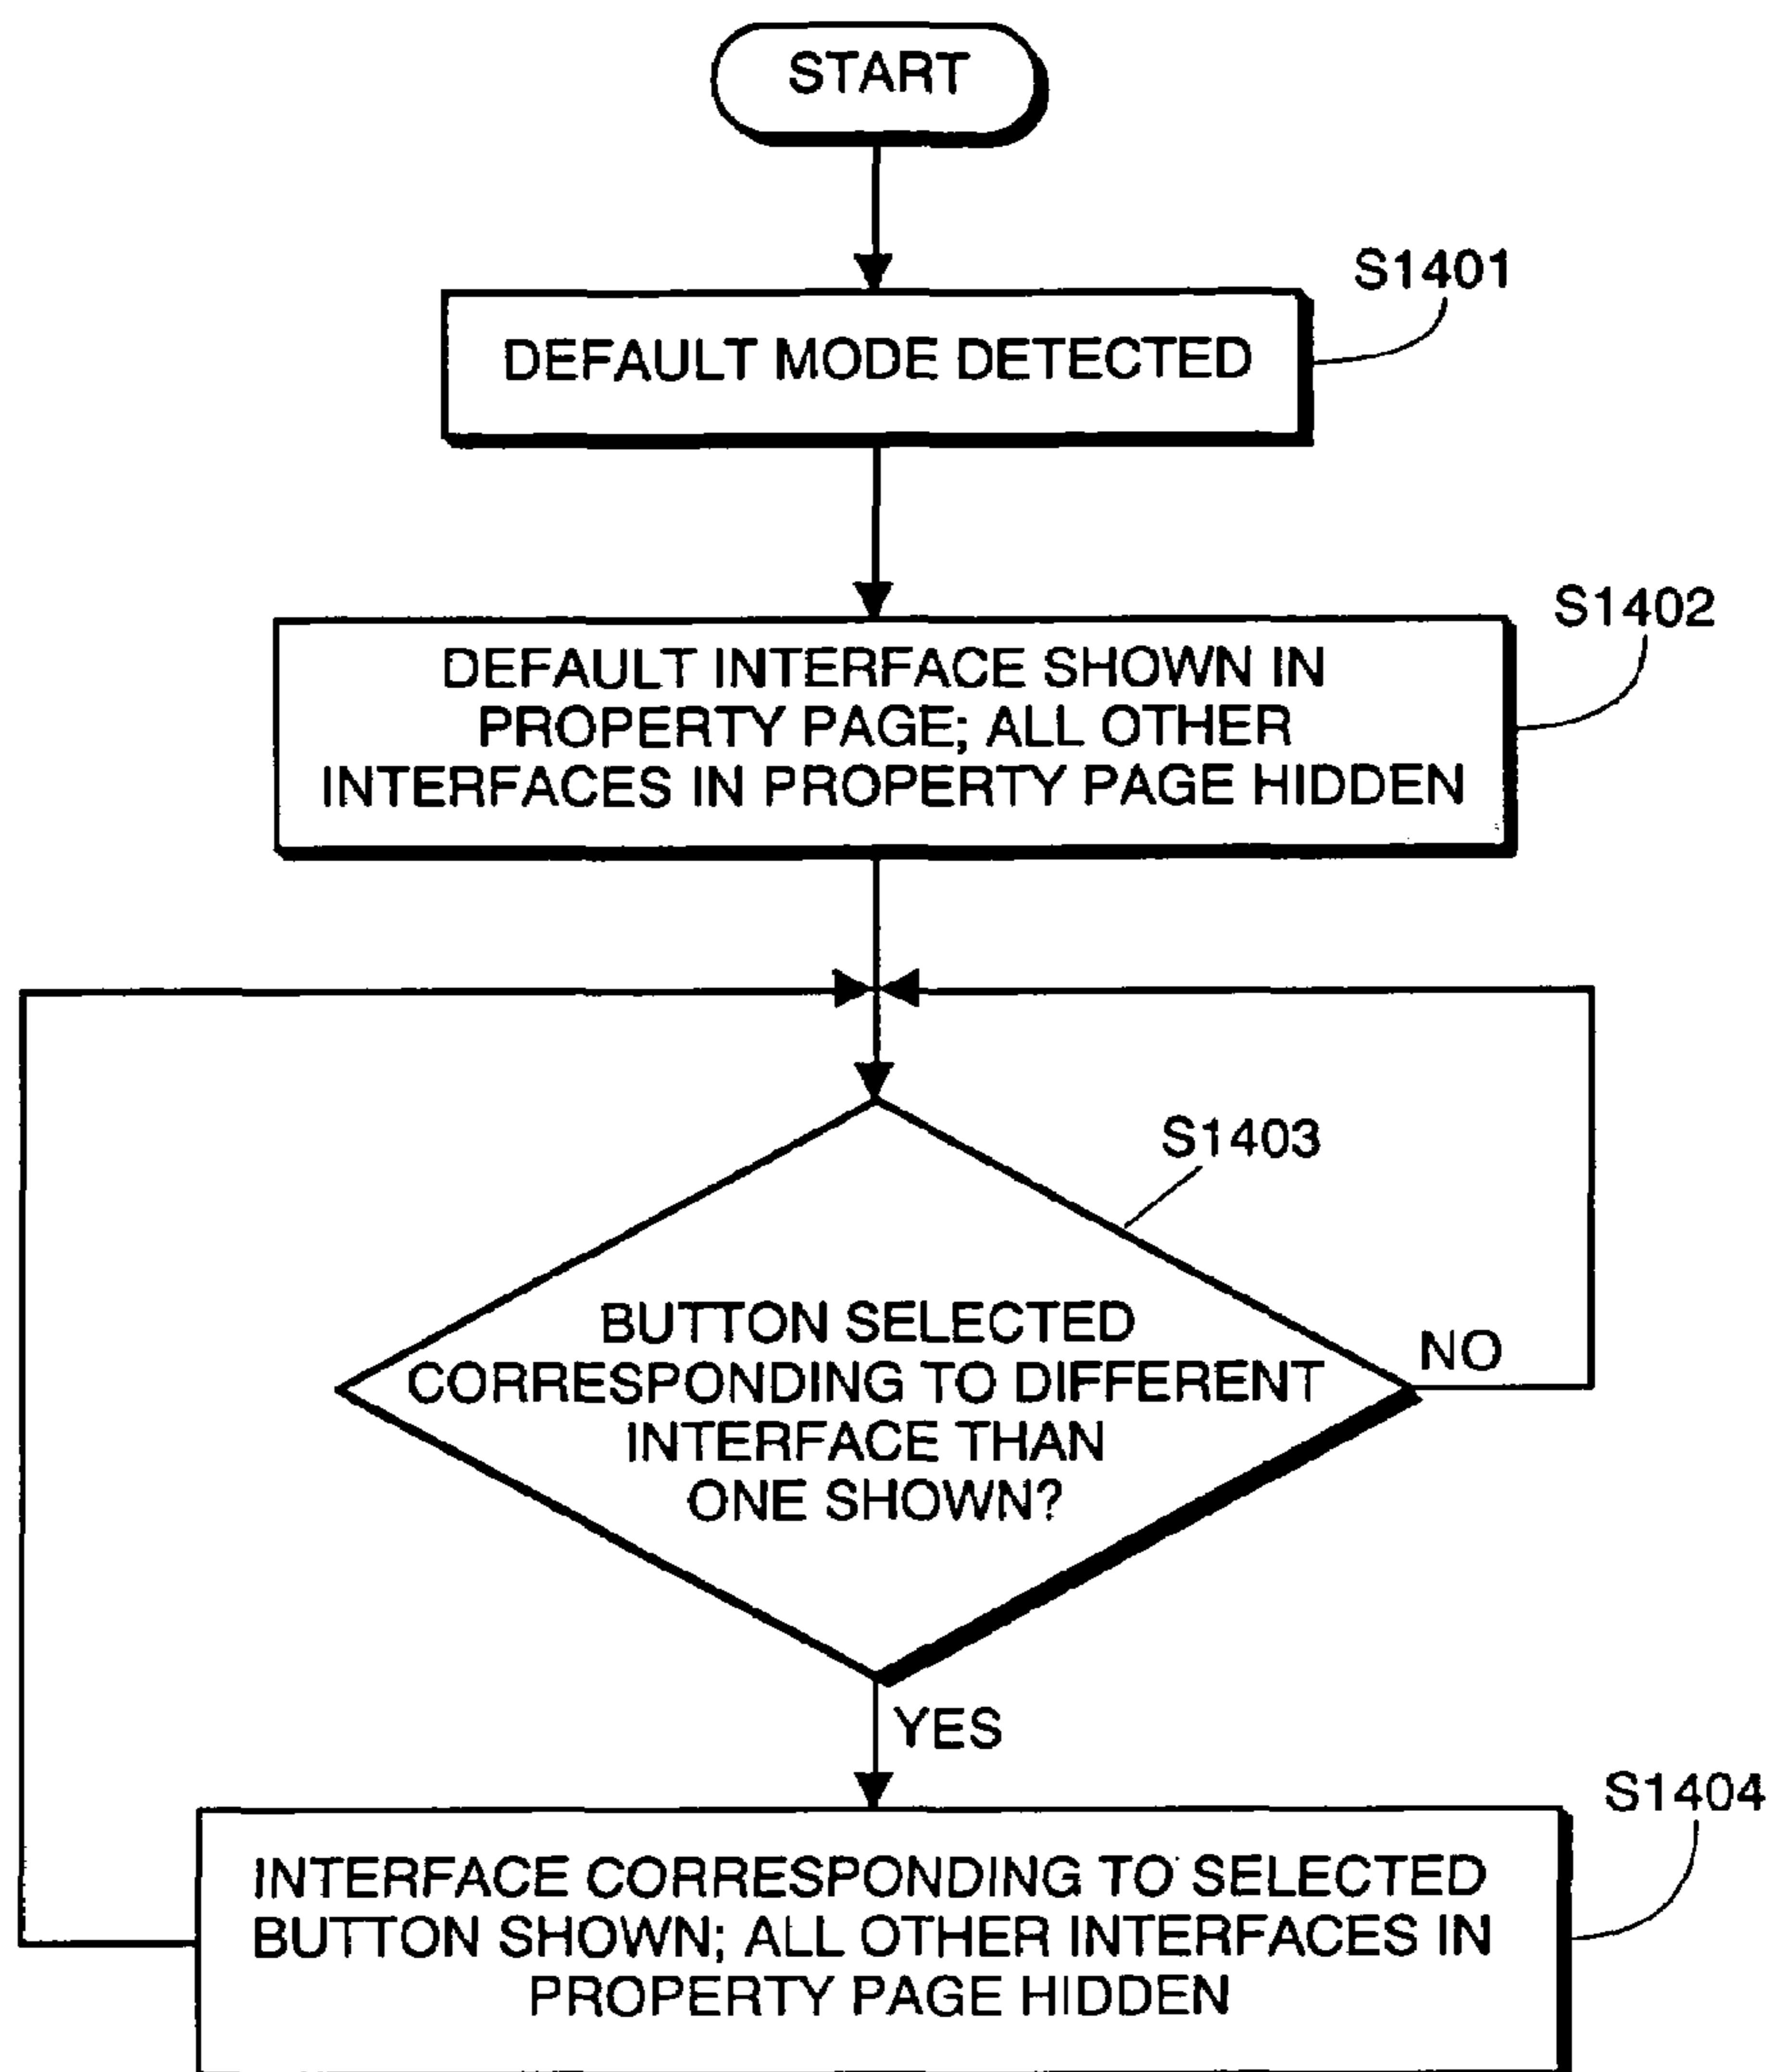 START
S1401
DEFAULT MODE DETECTED
S1402
DEFAULT INTERFACE SHOWN IN
PROPERTY PAGE; ALL OTHER
INTERFACES IN PROPERTY PAGE HIDDEN
S1403
BUTTON SELECTED
CORRESPONDING TO DIFFERENT
INTERFACE THAN
ONE SHOWN?
NO
YES
S1404
INTERFACE CORRESPONDING TO SELECTED
BUTTON SHOWN; ALL OTHER INTERFACES IN
PROPERTY PAGE HIDDEN